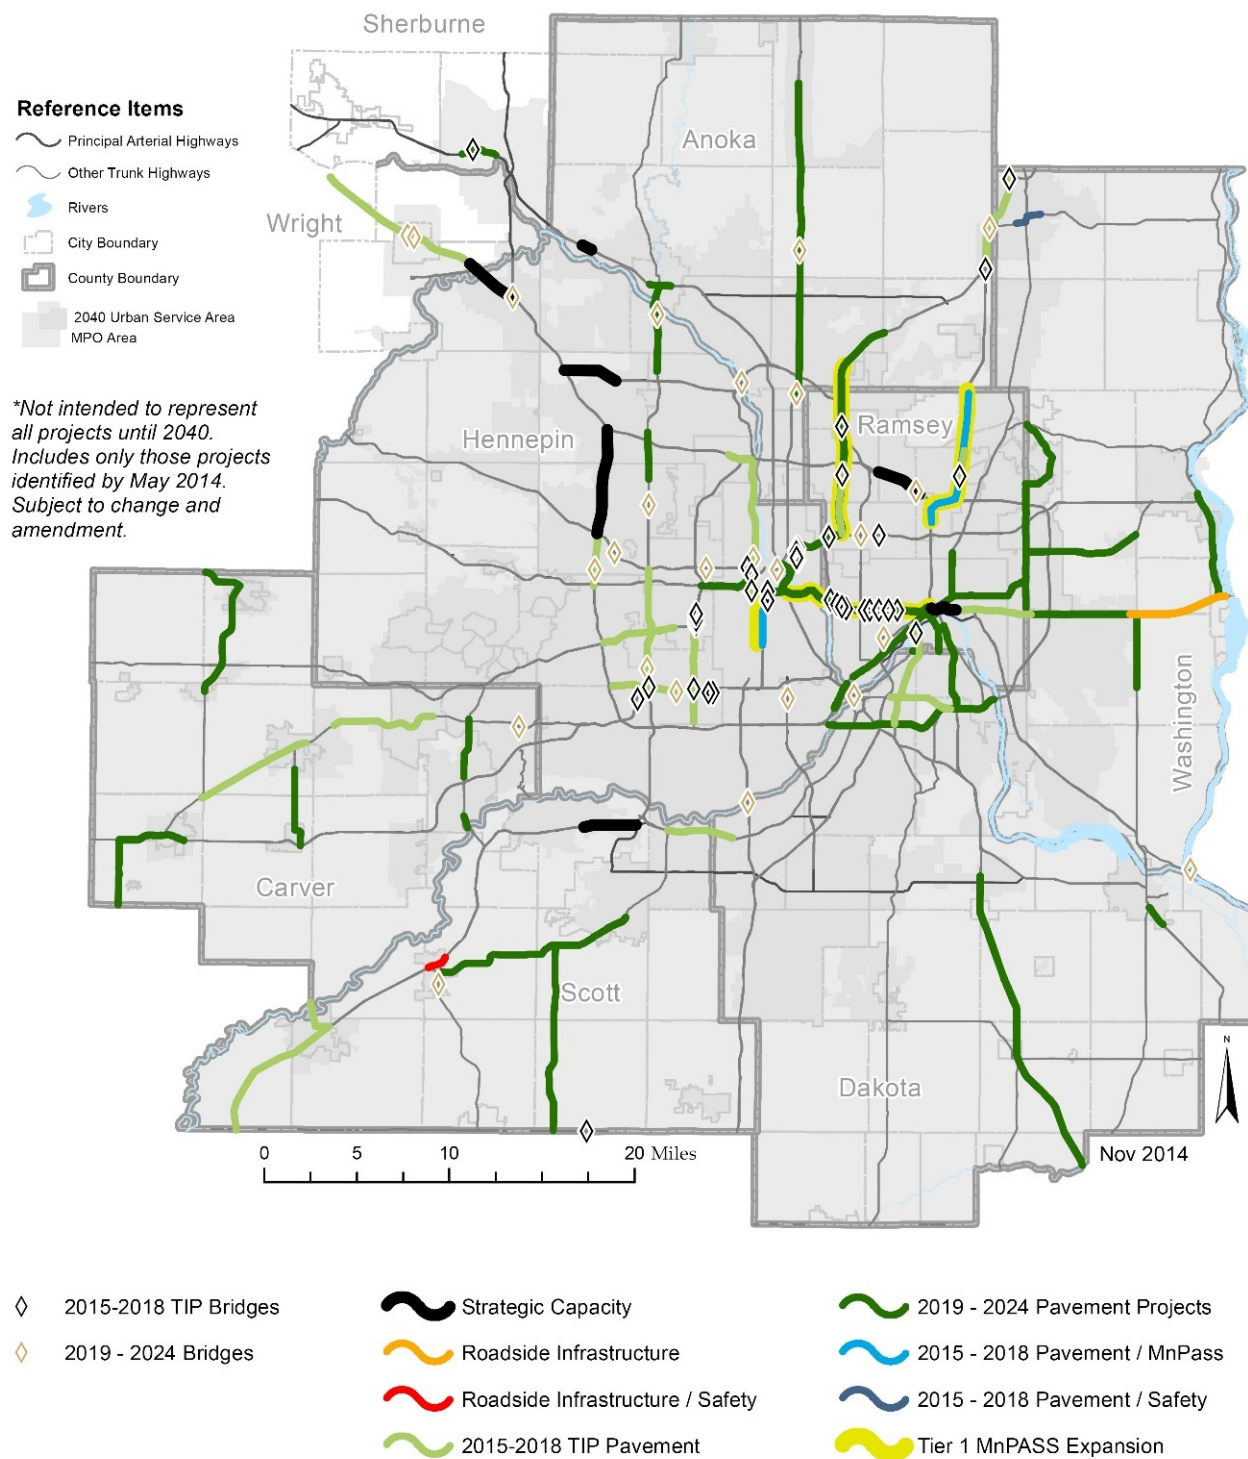 Sherburne
Reference Items
Principal Arterial Highways
Other Trunk Highways
Rivers
City Boundary
County Boundary
2040 Urban Service Area
MPO Area
Anoka
Wright
*Not intended to represent
all projects until 2040.
Includes only those projects
identified by May 2014.
Subject to change and
amendment.
Hennepin
Ramsey
Washington
Carver
Scott
Dakota
N
0 5 10 20 Miles
Nov 2014
2015-2018 TIP Bridges
2019 - 2024 Bridges
Strategic Capacity
Roadside Infrastructure
Roadside Infrastructure / Safety
2015-2018 TIP Pavement
2019 - 2024 Pavement Projects
2015 - 2018 Pavement / MnPass
2015 - 2018 Pavement / Safety
Tier 1 MnPASS Expansion